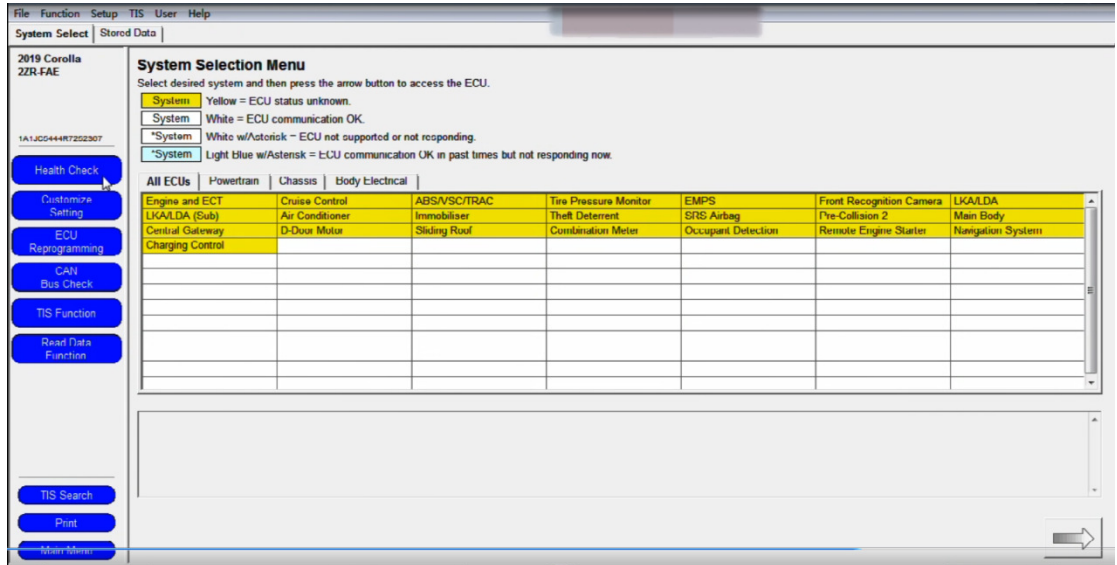 File Function Setup TIS User Help
System Select Stored Data
2019 Corolla
2ZR-FAE
Health Check
Customize
Setting
ECU
Reprogramming
CAN
Bus Check
TIS Function
Read Data
Function
TIS Search
Print
Main Menu
System Selection Menu
Select desired system and then press the arrow button to access the ECU.
System Yellow = ECU status unknown.
System White = ECU communication OK.
*System White w/Asterisk = ECU not supported or not responding.
*System Light Blue w/Asterisk = ECU communication OK in past times but not responding now.
All ECUs Powertrain Chassis Body Electrical
Engine and ECT Cruise Control ABS/VSC/TRAC Tire Pressure Monitor EMPS Front Recognition Camera LKA/LDA
LKA/LDA (Sub) Air Conditioner Immobiliser Theft Deterrent SRS Airbag Pre-Collision 2 Main Body
Central Gateway D-Door Motor Sliding Roof Combination Meter Occupant Detection Remote Engine Starter Navigation System
Charging Control